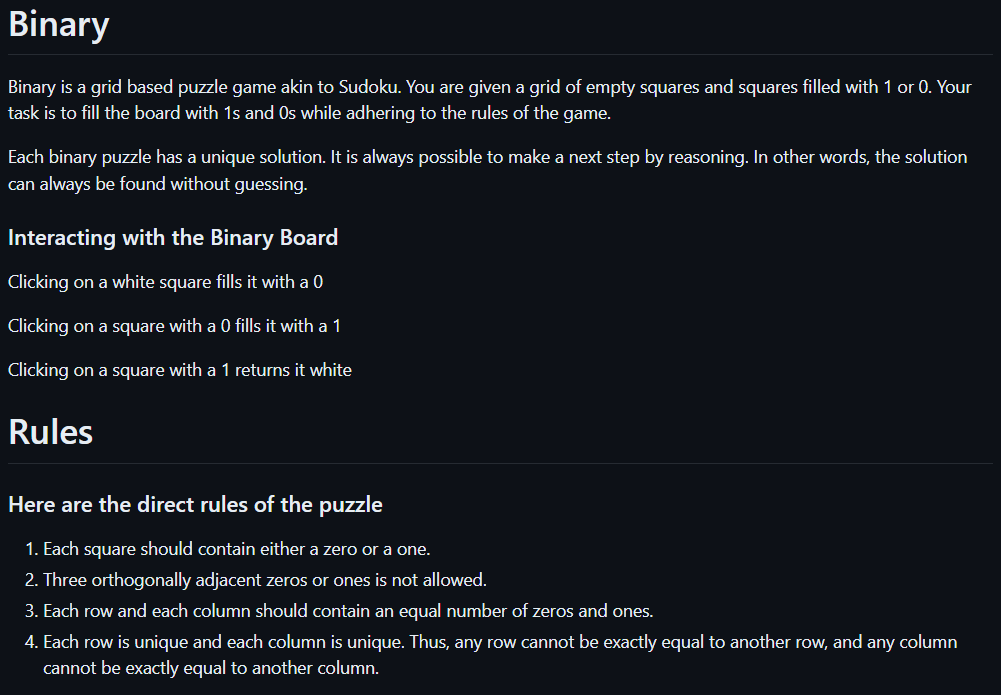 Binary
Binary is a grid based puzzle game akin to Sudoku. You are given a grid of empty squares and squares filled with 1 or 0. Your
task is to fill the board with 1s and 0s while adhering to the rules of the game.
Each binary puzzle has a unique solution. It is always possible to make a next step by reasoning. In other words, the solution
can always be found without guessing.
Interacting with the Binary Board
Clicking on a white square fills it with a 0
Clicking on a square with a 0 fills it with a 1
Clicking on a square with a 1 returns it white
Rules
Here are the direct rules of the puzzle
1. Each square should contain either a zero or a one.
2. Three orthogonally adjacent zeros or ones is not allowed.
3. Each row and each column should contain an equal number of zeros and ones.
4. Each row is unique and each column is unique. Thus, any row cannot be exactly equal to another row, and any column
cannot be exactly equal to another column.